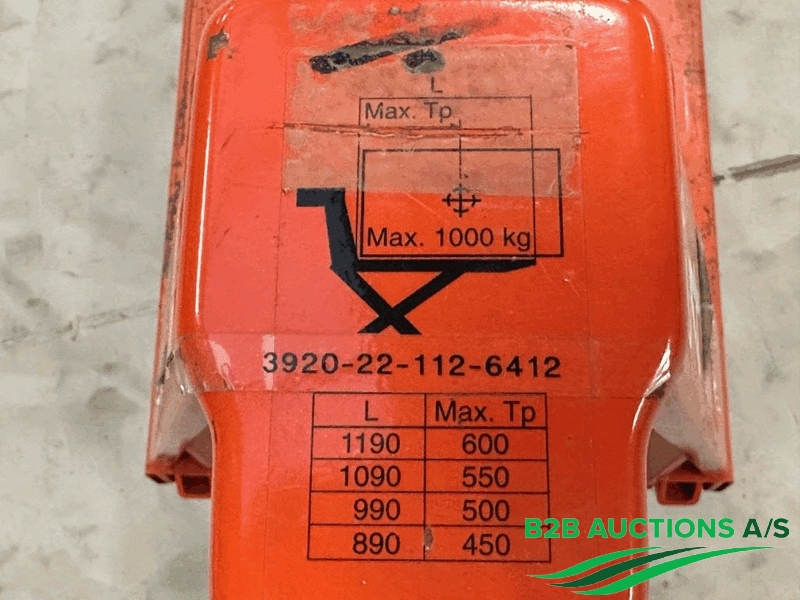 L
Max. Tp
Max. 1000 kg
3920-22-112-6412
L Max. Tp
1190 600
1090 550
990 500
890 450
B2B AUCTIONS A/S